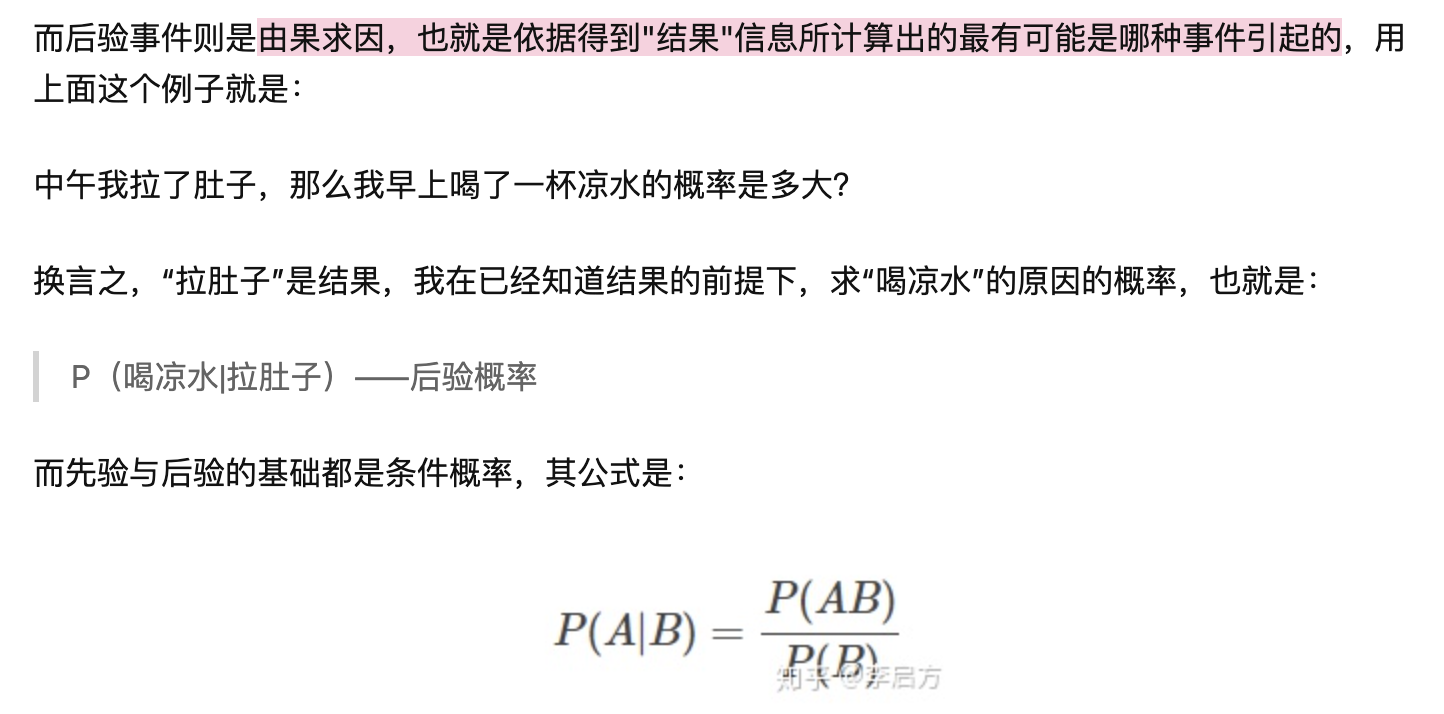 而后验事件则是由果求因，也就是依据得到"结果"信息所计算出的最有可能是哪种事件引起的，用
上面这个例子就是：
中午我拉了肚子，那么我早上喝了一杯凉水的概率是多大？
换言之，“拉肚子”是结果，我在已经知道结果的前提下，求“喝凉水”的原因的概率，也就是：
P（喝凉水|拉肚子）——后验概率
而先验与后验的基础都是条件概率，其公式是：
P(A|B) = P(AB) / P(B)
知乎 @李启方